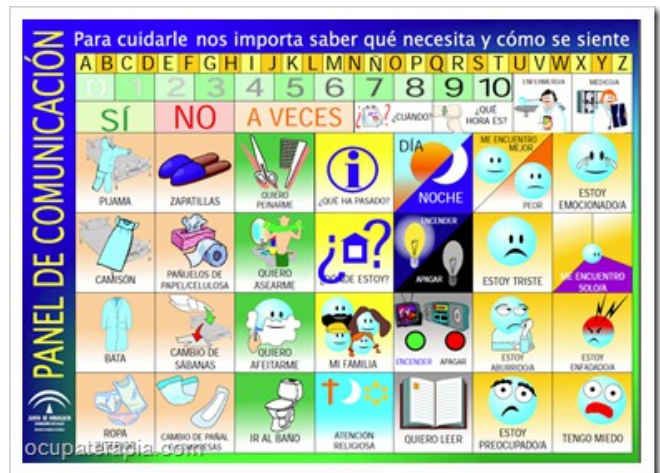 PANEL DE COMUNICACIÓN
Para cuidarle nos importa saber qué necesita y cómo se siente
A B C D E F G H I J K L M N Ñ O P Q R S T U V W X Y Z
0 1 2 3 4 5 6 7 8 9 10
ENFERMERO/A
MÉDICO/A
SÍ
NO
A VECES
¿CUÁNDO?
¿QUÉ
HORA ES?
PIJAMA
ZAPATILLAS
QUIERO
PEINARME
¿QUÉ HA PASADO?
DÍA
NOCHE
ME ENCUENTRO
MEJOR
PEOR
ESTOY
EMOCIONADO/A
CAMISÓN
PAÑUELOS DE
PAPEL/CELULOSA
QUIERO
ASEARME
¿DÓNDE ESTOY?
ENCENDER
APAGAR
ESTOY TRISTE
ME ENCUENTRO
SOLO/A
BATA
CAMBIO DE
SÁBANAS
QUIERO
AFEITARME
MI FAMILIA
ENCENDER APAGAR
ESTOY
ABURRIDO/A
ESTOY
ENFADADO/A
ROPA
CAMBIO DE PAÑAL
IR AL BAÑO
ATENCIÓN
RELIGIOSA
QUIERO LEER
ESTOY
PREOCUPADO/A
TENGO MIEDO
JUNTA DE ANDALUCIA
ocupaterapia.com